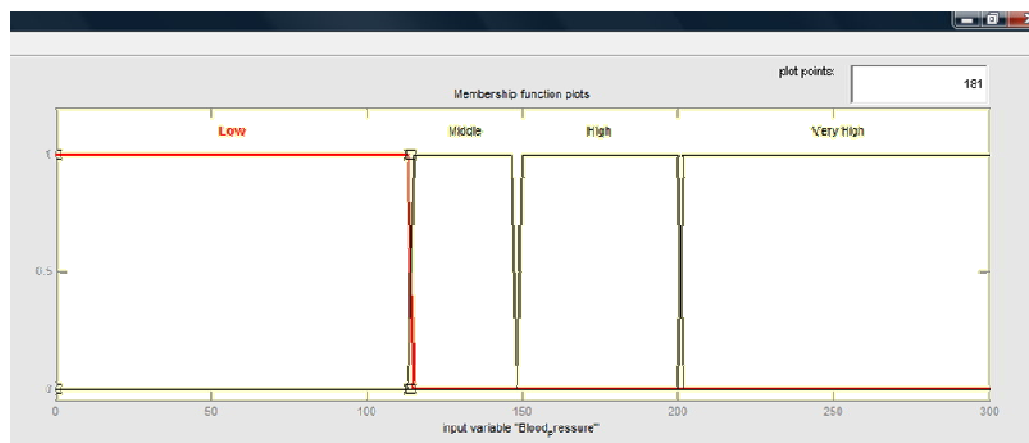 plot points:
181
Membership function plots
Low Middle High Very High
1
0.5
0
0 50 100 150 200 250 300
input variable "Blood_pressure"